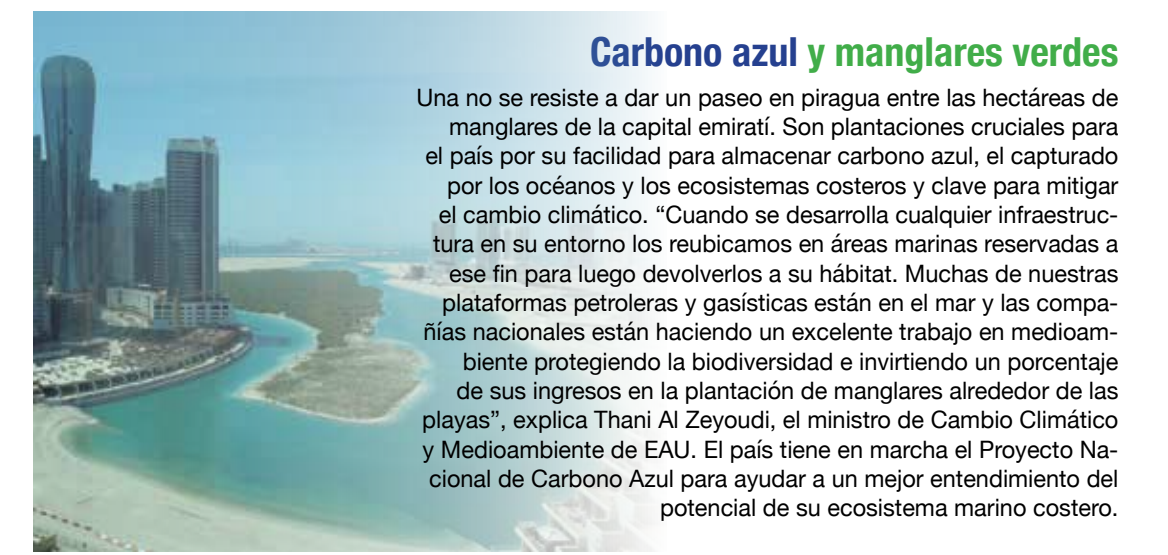 Carbono azul y manglares verdes
Una no se resiste a dar un paseo en piragua entre las hectáreas de
manglares de la capital emiratí. Son plantaciones cruciales para
el país por su facilidad para almacenar carbono azul, el capturado
por los océanos y los ecosistemas costeros y clave para mitigar
el cambio climático. “Cuando se desarrolla cualquier infraestruc-
tura en su entorno los reubicamos en áreas marinas reservadas a
ese fin para luego devolverlos a su hábitat. Muchas de nuestras
plataformas petroleras y gasísticas están en el mar y las compa-
ñías nacionales están haciendo un excelente trabajo en medioam-
biente protegiendo la biodiversidad e invirtiendo un porcentaje
de sus ingresos en la plantación de manglares alrededor de las
playas”, explica Thani Al Zeyoudi, el ministro de Cambio Climático
y Medioambiente de EAU. El país tiene en marcha el Proyecto Na-
cional de Carbono Azul para ayudar a un mejor entendimiento del
potencial de su ecosistema marino costero.